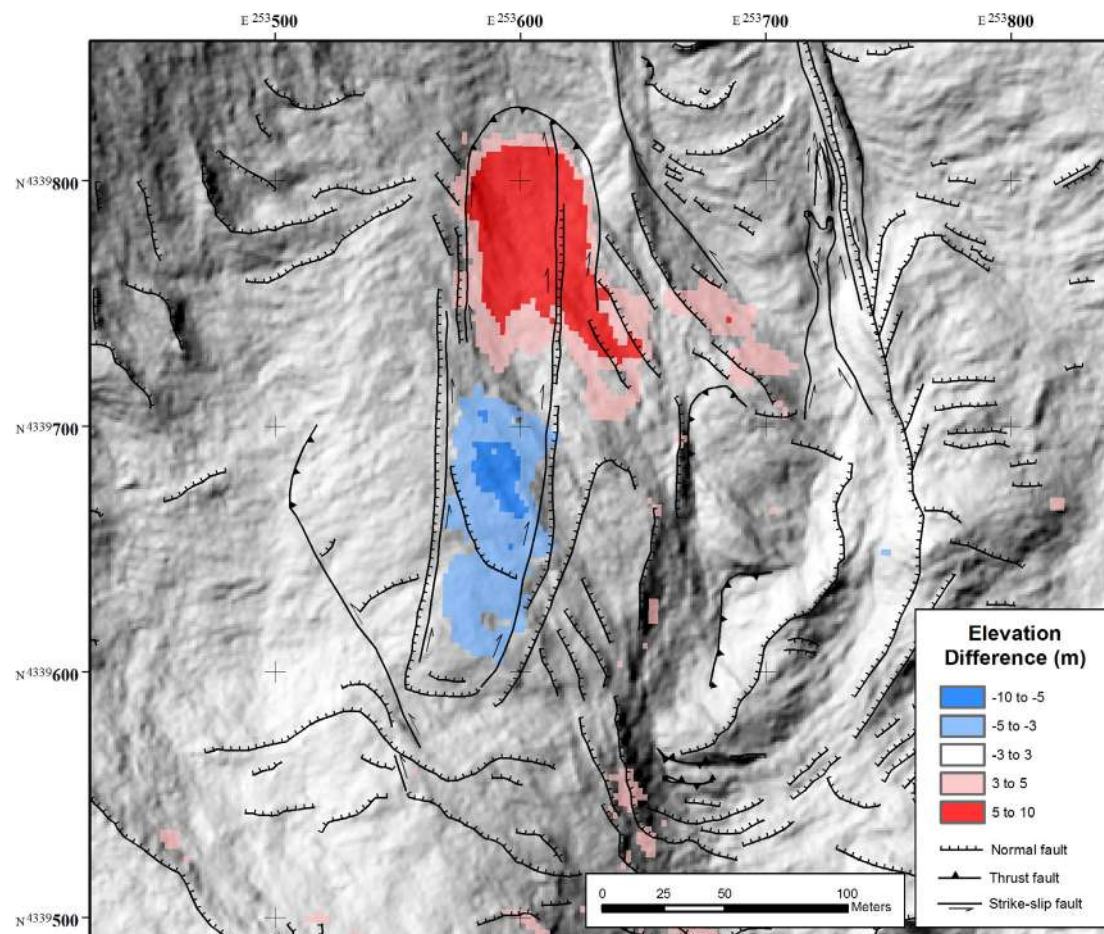 E 253500 E 253600 E 253700 E 253800
N 4339800
N 4339700
N 4339600
N 4339500
Elevation
Difference (m)
-10 to -5
-5 to -3
-3 to 3
3 to 5
5 to 10
Normal fault
Thrust fault
Strike-slip fault
0 25 50 100
Meters